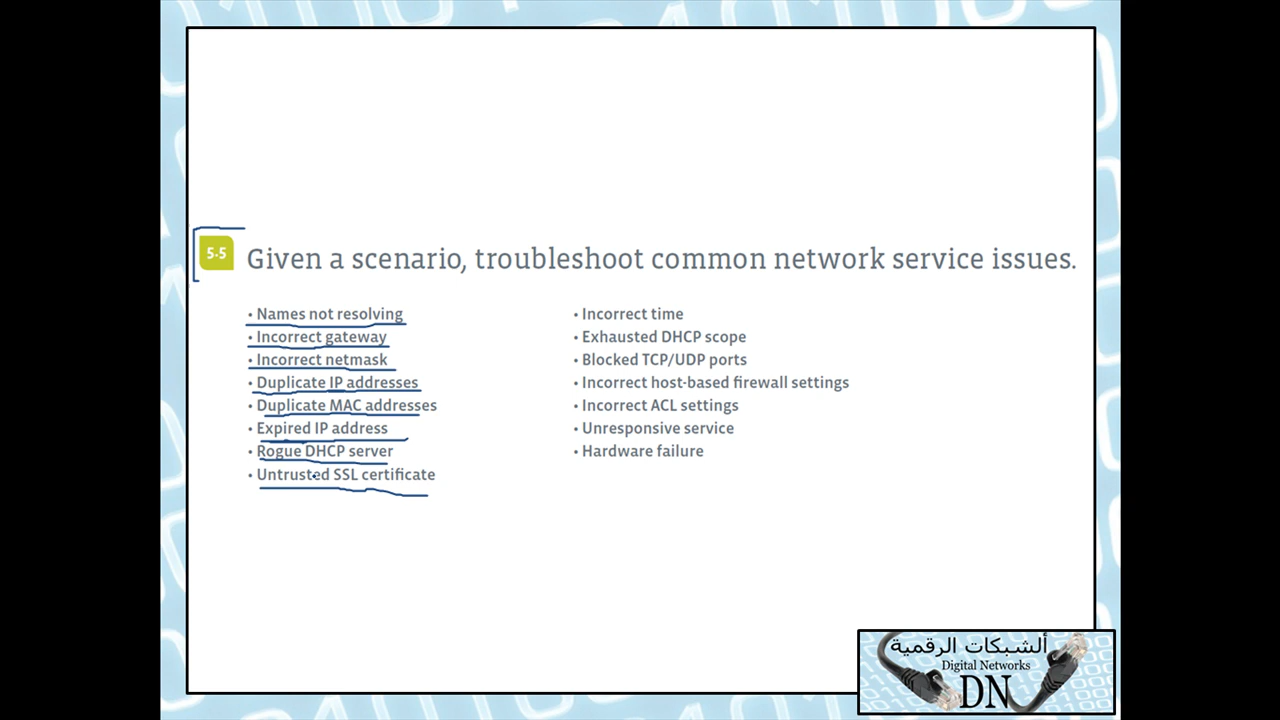 5.5 Given a scenario, troubleshoot common network service issues.
• Names not resolving
• Incorrect gateway
• Incorrect netmask
• Duplicate IP addresses
• Duplicate MAC addresses
• Expired IP address
• Rogue DHCP server
• Untrusted SSL certificate
• Incorrect time
• Exhausted DHCP scope
• Blocked TCP/UDP ports
• Incorrect host-based firewall settings
• Incorrect ACL settings
• Unresponsive service
• Hardware failure
ألشبكات الرقمية
Digital Networks
DN